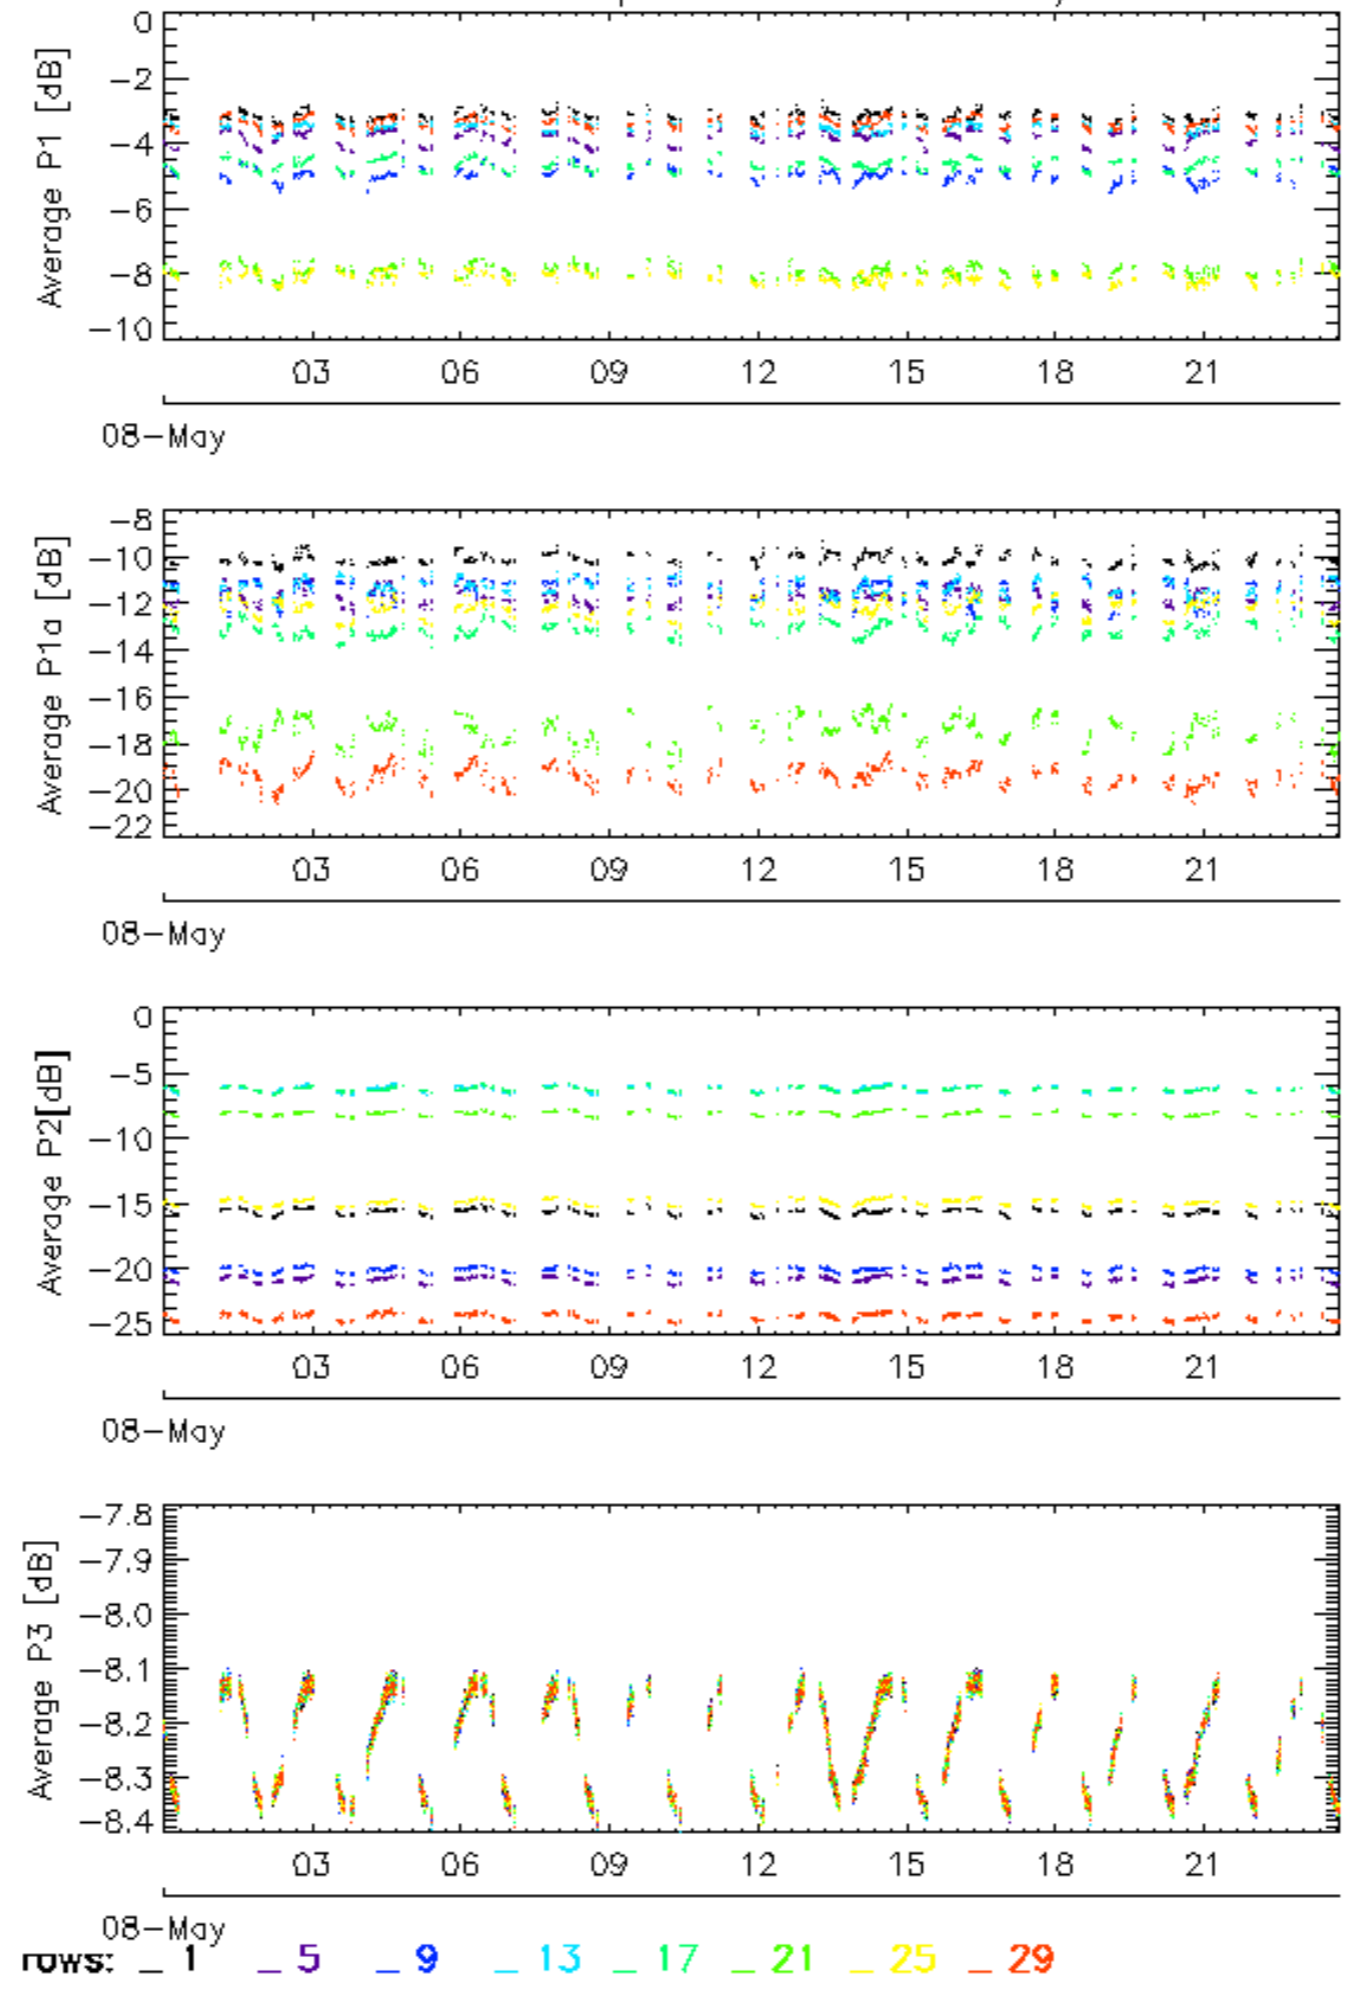 0
-2
-4
-6
-8
-10
Average P1 [dB]
03 06 09 12 15 18 21
08-May
-8
-10
-12
-14
-16
-18
-20
-22
Average P1a [dB]
03 06 09 12 15 18 21
08-May
0
-5
-10
-15
-20
-25
Average P2[dB]
03 06 09 12 15 18 21
08-May
-7.8
-7.9
-8.0
-8.1
-8.2
-8.3
-8.4
Average P3 [dB]
03 06 09 12 15 18 21
08-May
rows: _ 1 _ 5 _ 9 _ 13 _ 17 _ 21 _ 25 _ 29